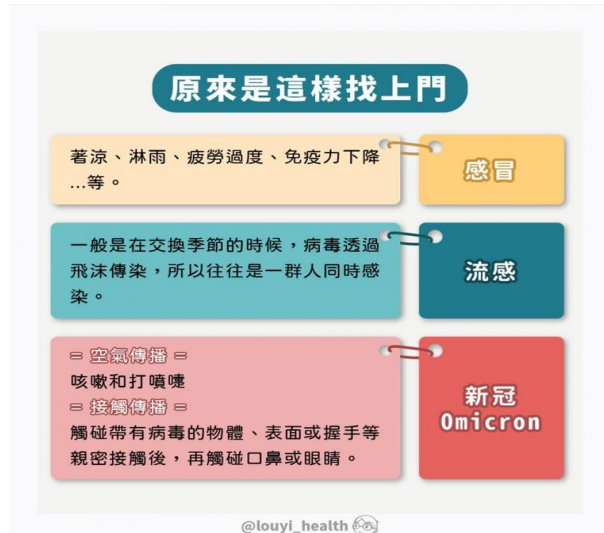 原來是這樣找上門
著涼、淋雨、疲勞過度、免疫力下降
...等。
感冒
一般是在交換季節的時候，病毒透過
飛沫傳染，所以往往是一群人同時感
染。
流感
= 空氣傳播 =
咳嗽和打噴嚏
= 接觸傳播 =
觸碰帶有病毒的物體、表面或握手等
親密接觸後，再觸碰口鼻或眼睛。
新冠
Omicron
@louyi_health